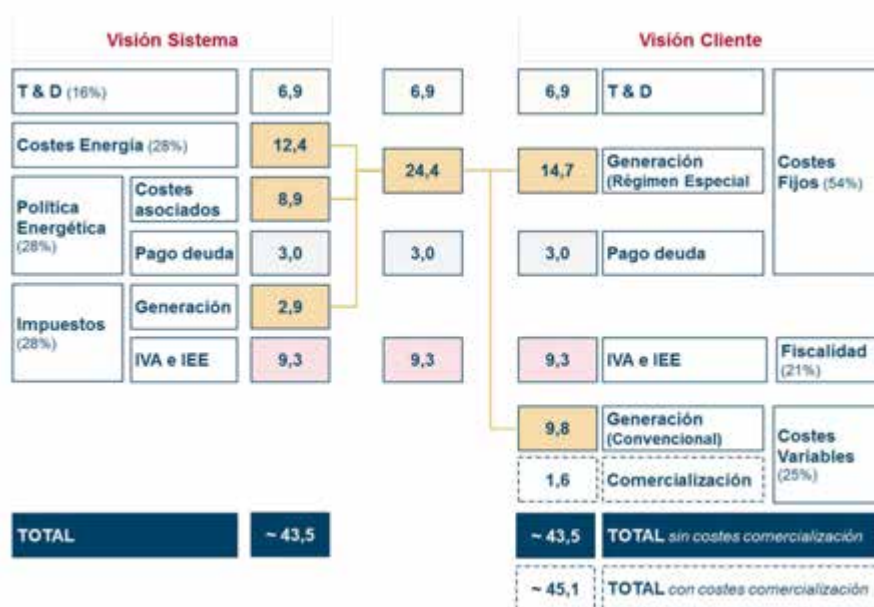 Visión Sistema
Visión Cliente
T & D (16%)
6,9
6,9
6,9
T & D
Costes Energía (28%)
12,4
24,4
14,7
Generación
(Régimen Especial
Costes
Fijos (54%)
Política
Energética
(28%)
Costes
asociados
8,9
Pago deuda
3,0
3,0
3,0
Pago deuda
Impuestos
(28%)
Generación
2,9
IVA e IEE
9,3
9,3
9,3
IVA e IEE
Fiscalidad
(21%)
9,8
Generación
(Convencional)
Costes
Variables
(25%)
1,6
Comercialización
TOTAL
~ 43,5
~ 43,5
TOTAL sin costes comercialización
~ 45,1
TOTAL con costes comercialización